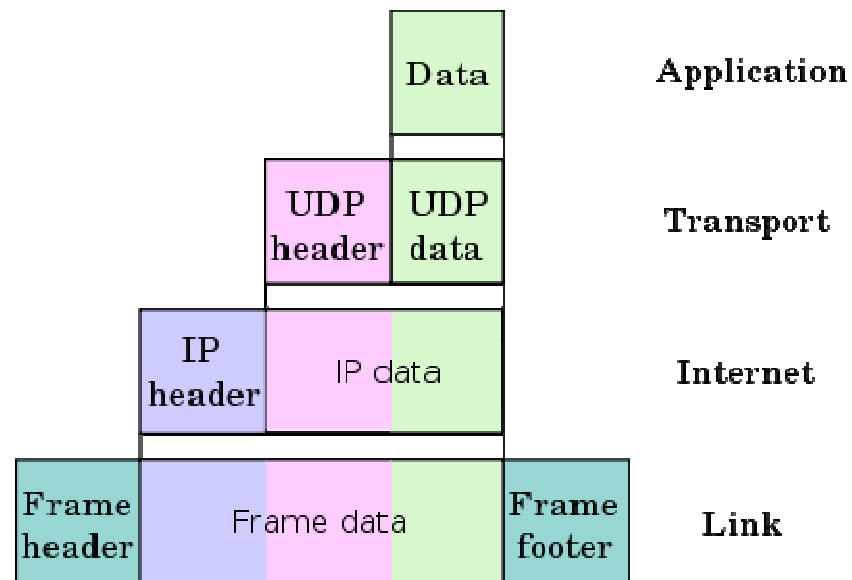 Data
Application
UDP
header
UDP
data
Transport
IP
header
IP data
Internet
Frame
header
Frame data
Frame
footer
Link